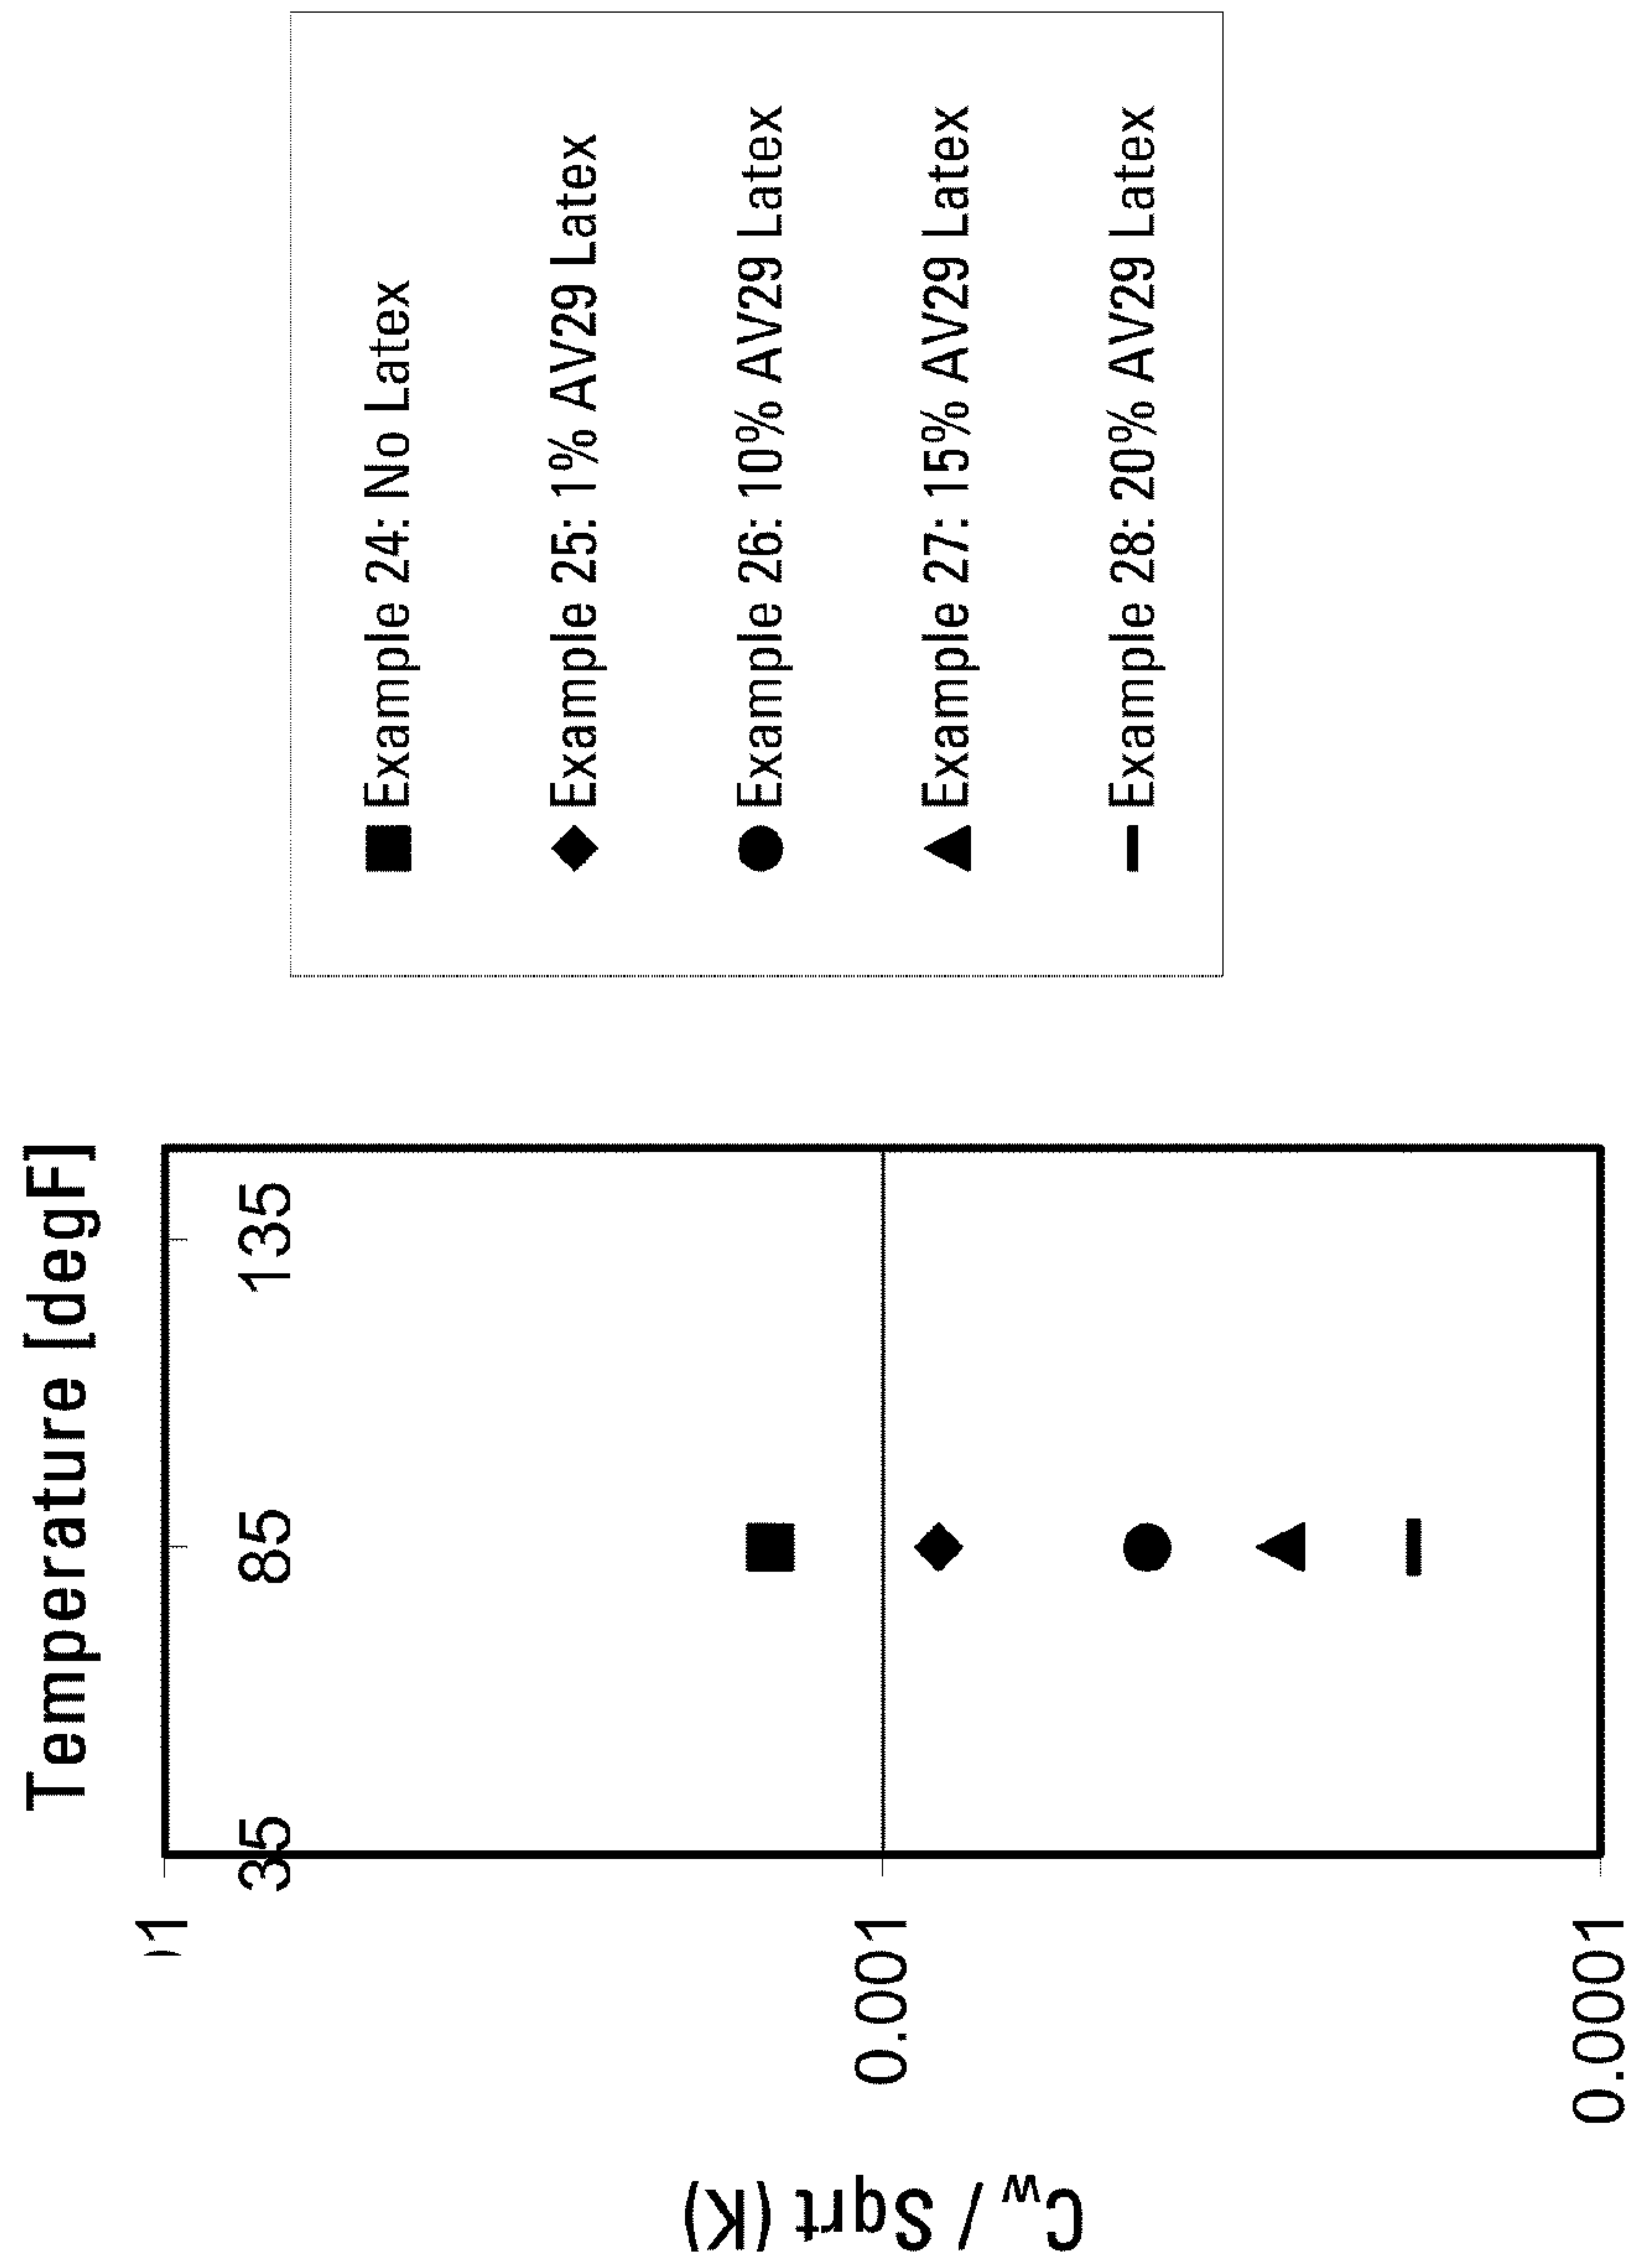 Temperature [degF]
35
85
135
)1
0.001
0.0001
Cw / Sqrt (K)
Example 24: No Latex
Example 25: 1% AV29 Latex
Example 26: 10% AV29 Latex
Example 27: 15% AV29 Latex
Example 28: 20% AV29 Latex